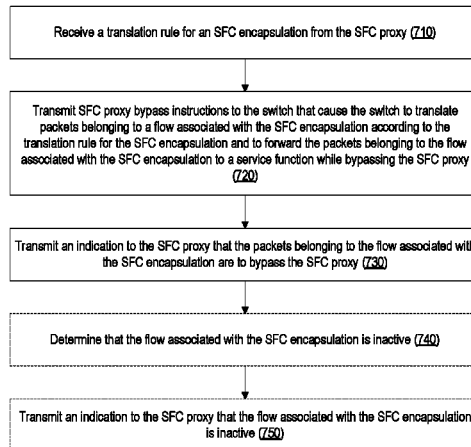 Receive a translation rule for an SFC encapsulation from the SFC proxy (710)
Transmit SFC proxy bypass instructions to the switch that cause the switch to translate
packets belonging to a flow associated with the SFC encapsulation according to the
translation rule for the SFC encapsulation and to forward the packets belonging to the flow
associated with the SFC encapsulation to a service function while bypassing the SFC proxy
(720)
Transmit an indication to the SFC proxy that the packets belonging to the flow associated with
the SFC encapsulation are to bypass the SFC proxy (730)
Determine that the flow associated with the SFC encapsulation is inactive (740)
Transmit an indication to the SFC proxy that the flow associated with the SFC encapsulation
is inactive (750)